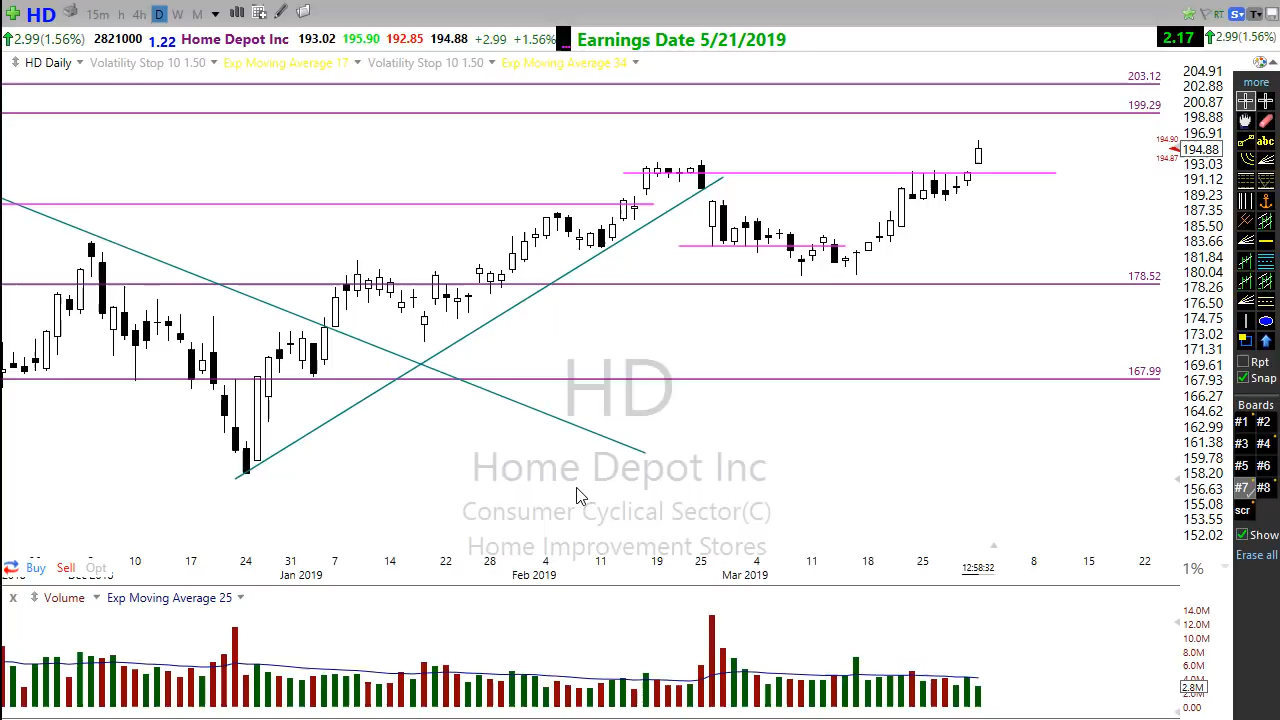 HD 15m h 4h D W M
2.99(1.56%) 2821000 1.22 Home Depot Inc 193.02 195.90 192.85 194.88 +2.99 +1.56% Earnings Date 5/21/2019 2.17 2.99(1.56%)
HD Daily Volatility Stop 10 1.50 Exp Moving Average 17 Volatility Stop 10 1.50 Exp Moving Average 34
RT
S
T
more
abc
203.12
199.29
178.52
167.99
194.90
194.87
204.91
202.88
200.87
198.88
196.91
194.88
193.03
191.12
189.23
187.35
185.50
183.66
181.84
180.04
178.26
176.50
174.75
173.02
171.31
169.61
167.93
166.27
164.62
162.99
161.38
159.78
158.20
156.63
155.08
153.55
152.02
1%
Rpt
Snap
Boards
#1 #2
#3 #4
#5 #6
#7 #8
scr
Show
Erase all
HD
Home Depot Inc
Consumer Cyclical Sector(C)
Home Improvement Stores
10 17 24 7 14 22 28 6 11 19 25 6 11 18 25 12:58:32 8 15 22
Jan 2019 Feb 2019 Mar 2019
Buy Sell Opt
x Volume Exp Moving Average 25
14.0M
12.0M
10.0M
8.0M
6.0M
2.8M
0.00